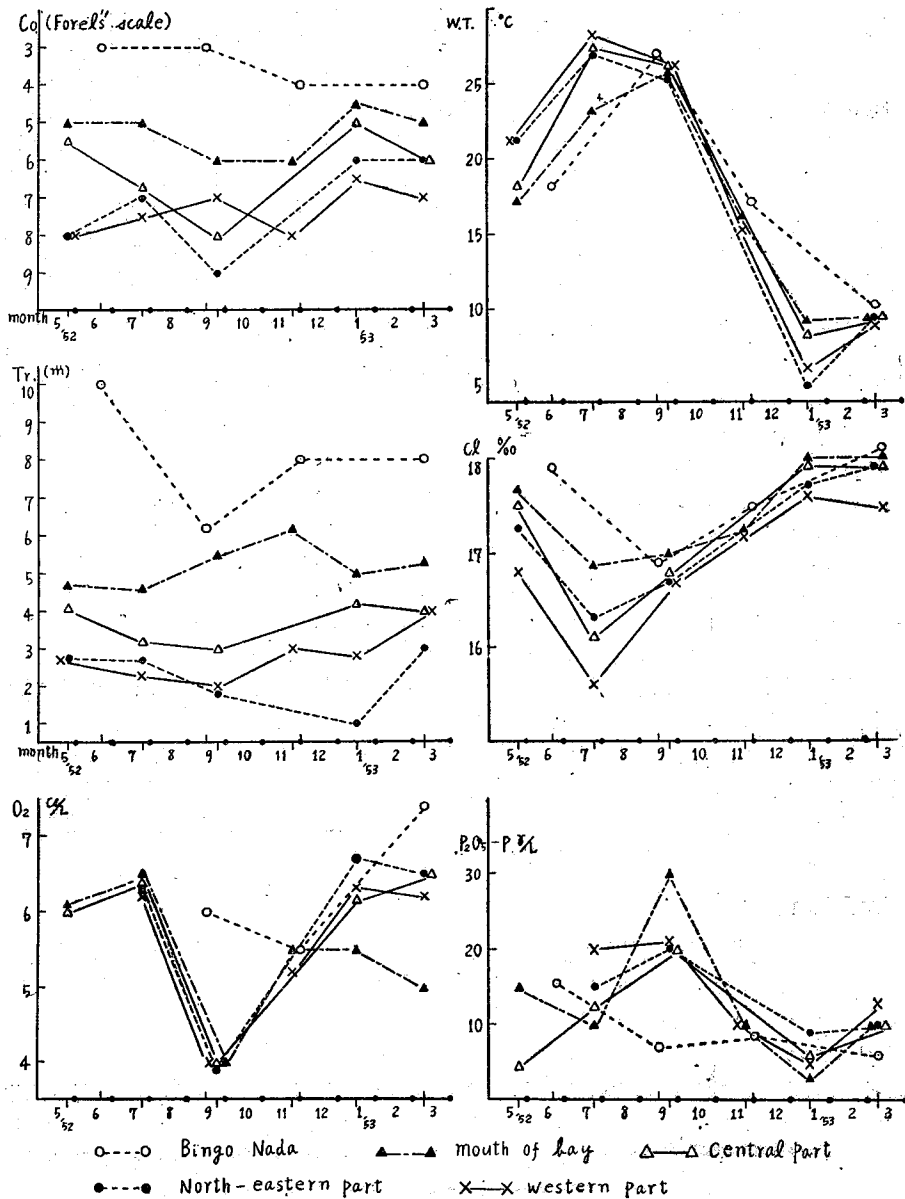 Co (Forel's scale)
3
4
5
6
7
8
9
month 5 '52 6 7 8 9 10 11 12 1 '53 2 3
W.T. °C
25
20
15
10
5
5 '52 6 7 8 9 10 11 12 1 '53 2 3
Tr. (m)
10
9
8
7
6
5
4
3
2
1
month 5 '52 6 7 8 9 10 11 12 1 '53 2 3
Cl ‰
18
17
16
5 '52 6 7 8 9 10 11 12 1 '53 2 3
O₂
7
6
5
4
5 '52 6 7 8 9 10 11 12 1 '53 2 3
P₂O₅-P
30
20
10
5 '52 6 7 8 9 10 11 12 1 '53 2 3
Bingo Nada
mouth of bay
Central part
North-eastern part
western part